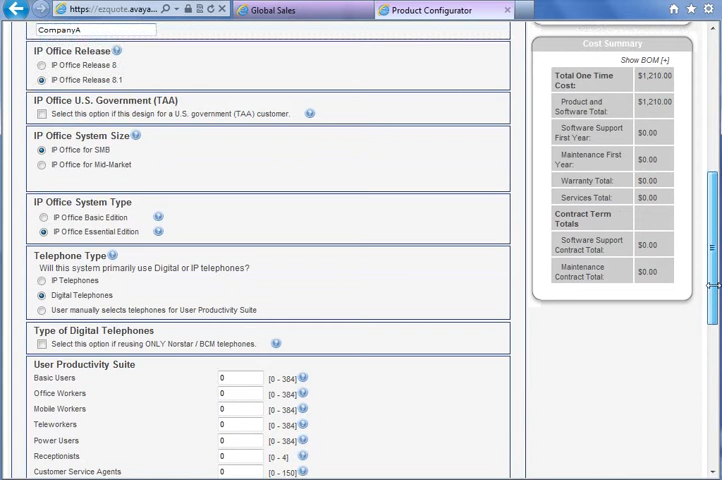 https://ezquote.avaya...
Global Sales
Product Configurator
CompanyA
IP Office Release
IP Office Release 8
IP Office Release 8.1
IP Office U.S. Government (TAA)
Select this option if this design for a U.S. government (TAA) customer.
IP Office System Size
IP Office for SMB
IP Office for Mid-Market
IP Office System Type
IP Office Basic Edition
IP Office Essential Edition
Telephone Type
Will this system primarily use Digital or IP telephones?
IP Telephones
Digital Telephones
User manually selects telephones for User Productivity Suite
Type of Digital Telephones
Select this option if reusing ONLY Norstar / BCM telephones.
User Productivity Suite
Basic Users 0 [0 - 384]
Office Workers 0 [0 - 384]
Mobile Workers 0 [0 - 384]
Teleworkers 0 [0 - 384]
Power Users 0 [0 - 384]
Receptionists 0 [0 - 4]
Customer Service Agents 0 [0 - 150]
Cost Summary
Show BOM [+]
Total One Time Cost: $1,210.00
Product and Software Total: $1,210.00
Software Support First Year: $0.00
Maintenance First Year: $0.00
Warranty Total: $0.00
Services Total: $0.00
Contract Term Totals
Software Support Contract Total: $0.00
Maintenance Contract Total: $0.00